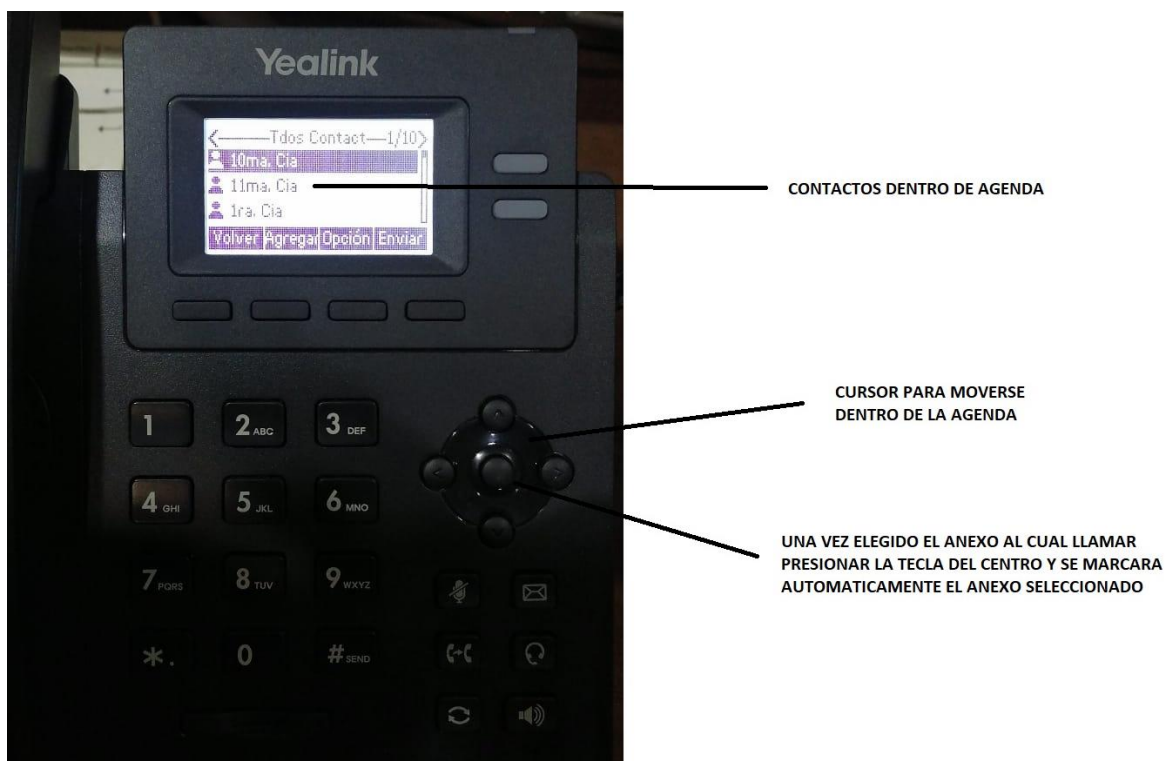 Yealink
Tdos Contact 1/10
10ma. Cia
11ma. Cia
1ra. Cia
Volver Agregar Opción Enviar
CONTACTOS DENTRO DE AGENDA
1 2 ABC 3 DEF
CURSOR PARA MOVERSE
DENTRO DE LA AGENDA
4 GHI 5 JKL 6 MNO
UNA VEZ ELEGIDO EL ANEXO AL CUAL LLAMAR
PRESIONAR LA TECLA DEL CENTRO Y SE MARCARA
AUTOMATICAMENTE EL ANEXO SELECCIONADO
7 PQRS 8 TUV 9 WXYZ
*. 0 # SEND